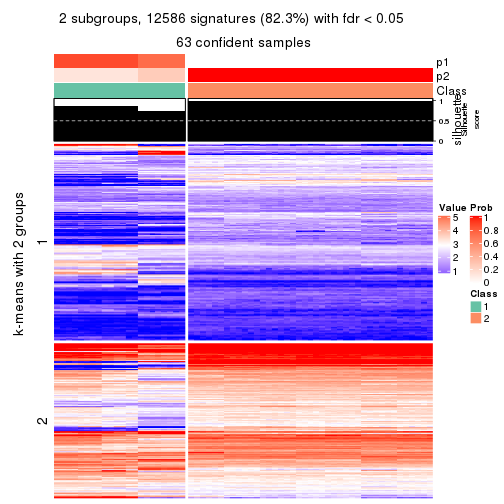 2 subgroups, 12586 signatures (82.3%) with fdr < 0.05
63 confident samples
p1
p2
Class
1
0.5
0
silhouette
Silhouette
score
k-means with 2 groups
1
2
Value
5
4
3
2
1
Prob
1
0.8
0.6
0.4
0.2
0
Class
1
2